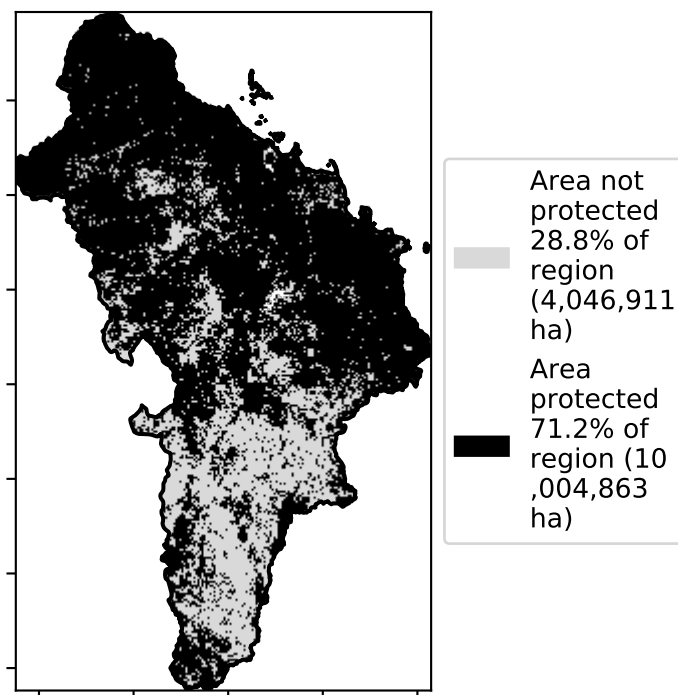 Area not
protected
28.8% of
region
(4,046,911
ha)
Area
protected
71.2% of
region (10
,004,863
ha)